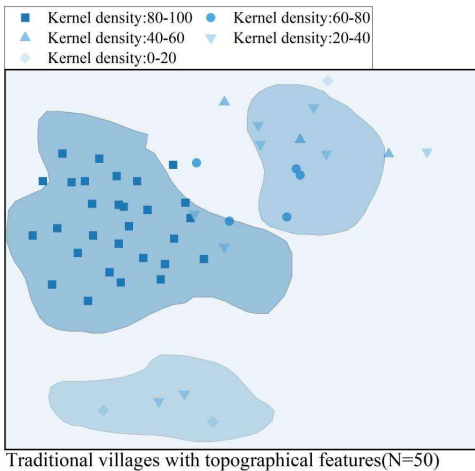 Kernel density:80-100 Kernel density:60-80
Kernel density:40-60 Kernel density:20-40
Kernel density:0-20
Traditional villages with topographical features(N=50)